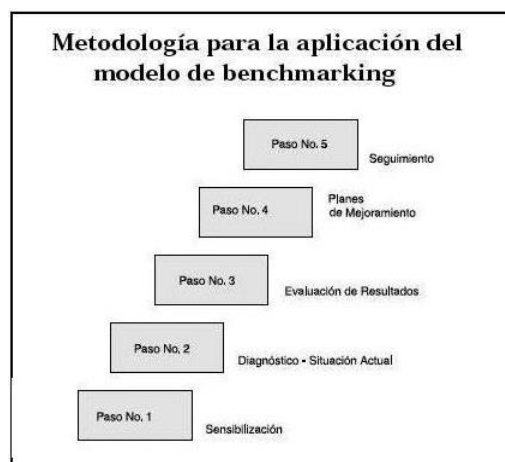 Metodología para la aplicación del
modelo de benchmarking
Paso No. 5
Seguimiento
Paso No. 4
Planes
de Mejoramiento
Paso No. 3
Evaluación de Resultados
Paso No. 2
Diagnóstico - Situación Actual
Paso No. 1
Sensibilización